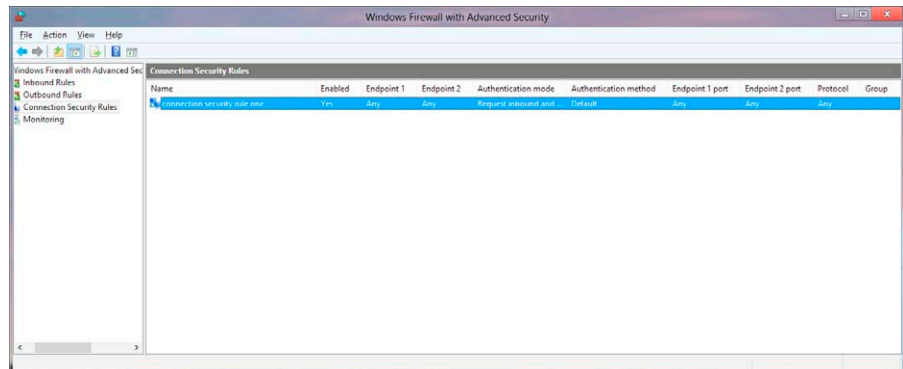 Windows Firewall with Advanced Security
File Action View Help
Windows Firewall with Advanced Sec
Inbound Rules
Outbound Rules
Connection Security Rules
Monitoring
Connection Security Rules
Name Enabled Endpoint 1 Endpoint 2 Authentication mode Authentication method Endpoint 1 port Endpoint 2 port Protocol Group
connection security rule one Yes Any Any Request inbound and ... Default Any Any Any